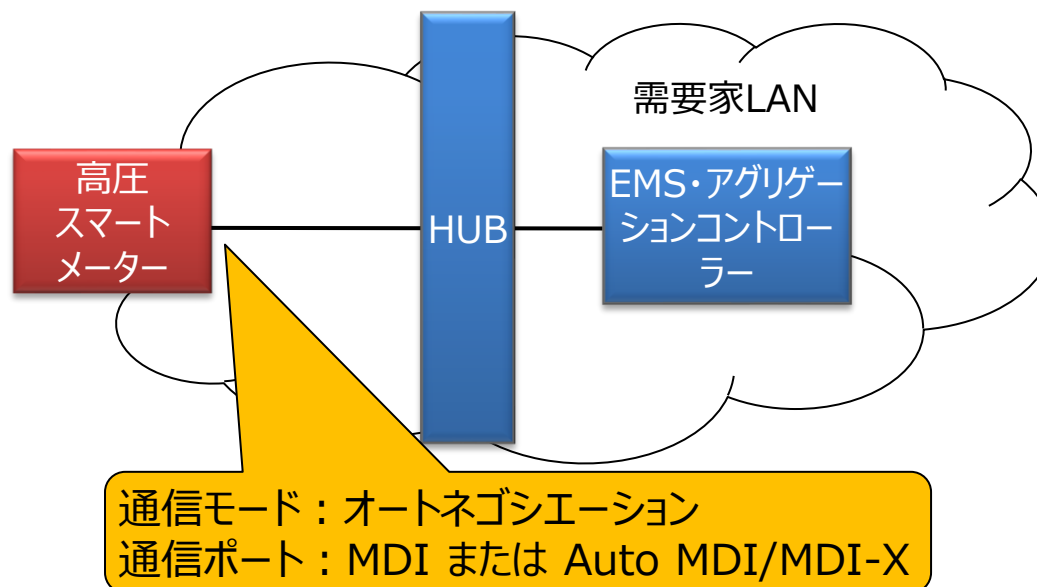 需要家LAN
高圧
スマート
メーター
HUB
EMS・アグリゲー
ションコントロー
ラー
通信モード：オートネゴシエーション
通信ポート：MDI または Auto MDI/MDI-X